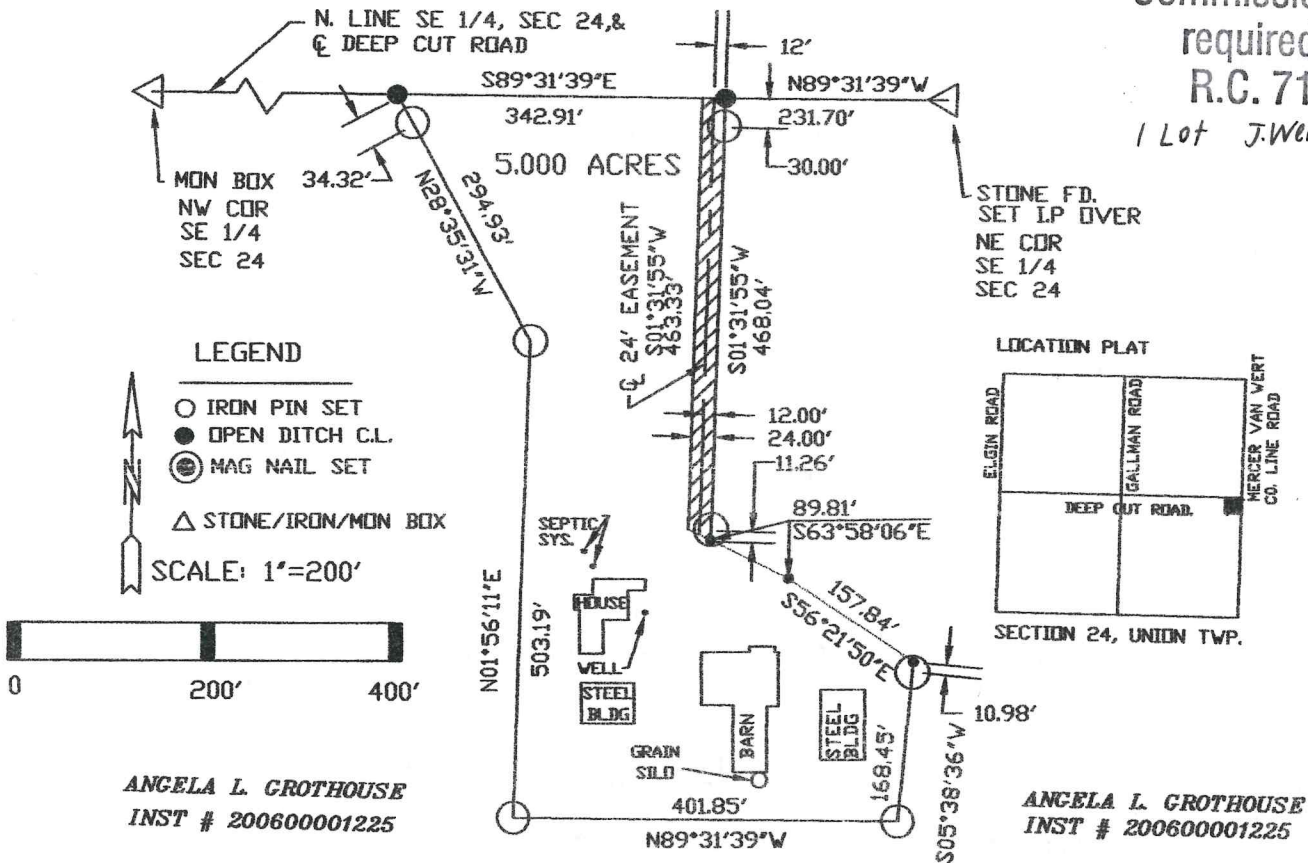 N. LINE SE 1/4, SEC 24,&
℄ DEEP CUT ROAD
12'
required
R.C. 71
1 Lot J.We
S89°31'39"E
342.91'
N89°31'39"W
231.70'
30.00'
5.000 ACRES
MON BOX
NW COR
SE 1/4
SEC 24
34.32'
294.93'
N28°35'31"W
STONE FD.
SET I.P OVER
NE COR
SE 1/4
SEC 24
℄ 24' EASEMENT
S01°31'55"W
463.33'
S01°31'55"W
468.04'
LEGEND
IRON PIN SET
OPEN DITCH C.L.
MAG NAIL SET
STONE/IRON/MON BOX
N
SCALE: 1"=200'
0 200' 400'
12.00'
24.00'
11.26'
89.81'
S63°58'06"E
157.84'
S56°21'50"E
10.98'
168.45'
S05°38'36"W
LOCATION PLAT
ELGIN ROAD
GALLMAN ROAD
MERCER VAN WERT
CO. LINE ROAD
DEEP CUT ROAD.
SECTION 24, UNION TWP.
SEPTIC
SYS.
HOUSE
WELL
STEEL
BLDG
N01°56'11"E
503.19'
BARN
STEEL
BLDG
GRAIN
SILO
401.85'
N89°31'39"W
ANGELA L. GROTHOUSE
INST # 200600001225
ANGELA L. GROTHOUSE
INST # 200600001225